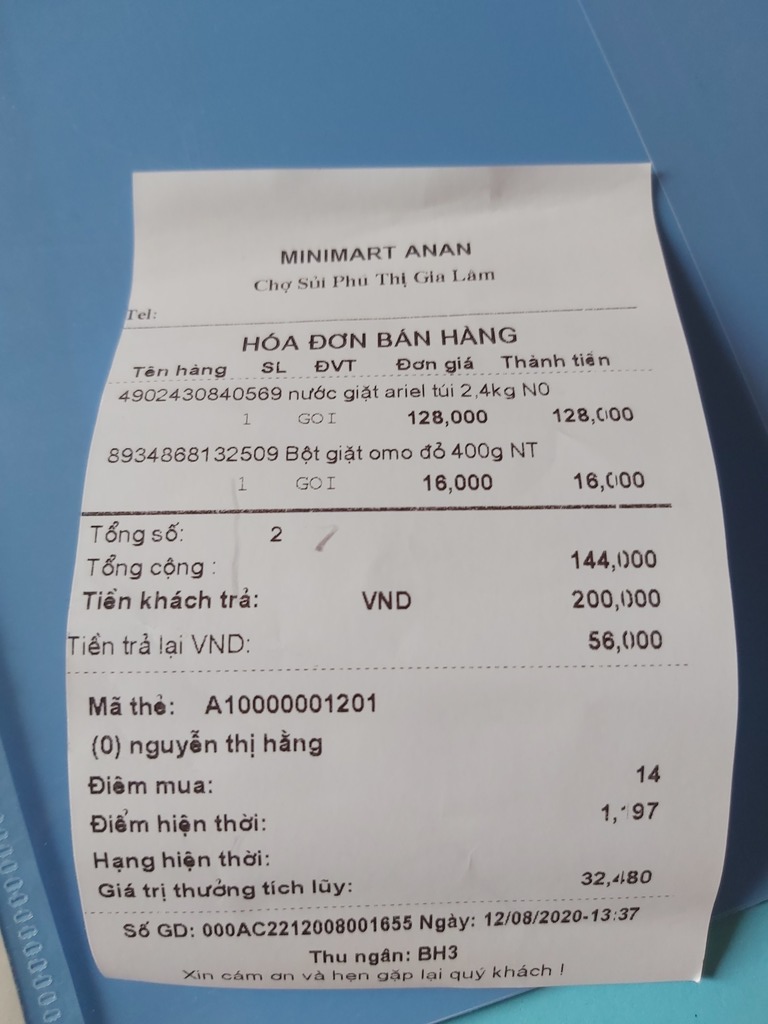 MINIMART ANAN
Chợ Sủi Phú Thị Gia Lâm
Tel:
HÓA ĐƠN BÁN HÀNG
Tên hàng SL ĐVT Đơn giá Thành tiền
4902430840569 nước giặt ariel túi 2,4kg N0
1 GOI 128,000 128,000
8934868132509 Bột giặt omo đỏ 400g NT
1 GOI 16,000 16,000
Tổng số: 2
Tổng cộng : 144,000
Tiền khách trả: VND 200,000
Tiền trả lại VND: 56,000
Mã thẻ: A10000001201
(0) nguyễn thị hằng
Điêm mua: 14
Điểm hiện thời:
Hạng hiện thời:
Giá trị thưởng tích lũy: 32,480
Số GD: 000AC2212008001655 Ngày: 12/08/2020-13:37
Thu ngân: BH3
Xin cám ơn và hẹn gặp lại quý khách !